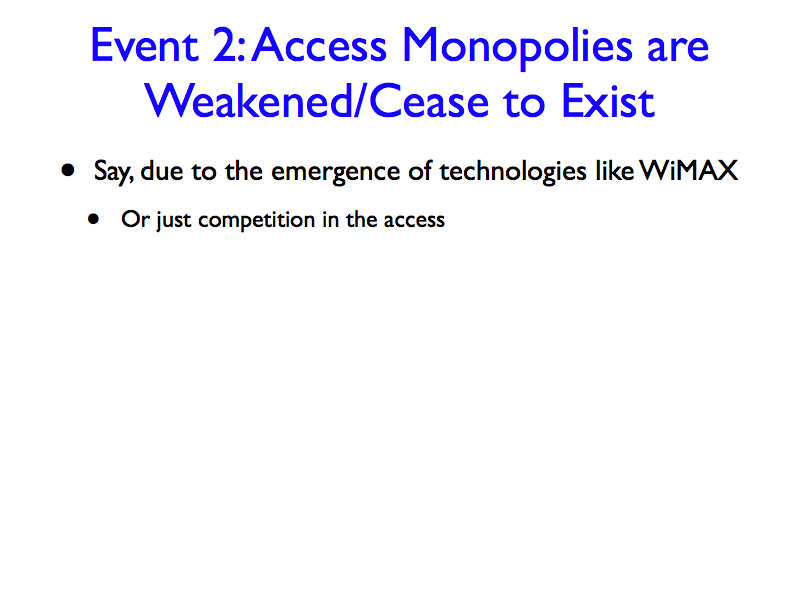 Event 2: Access Monopolies are
Weakened/Cease to Exist
• Say, due to the emergence of technologies like WiMAX
• Or just competition in the access